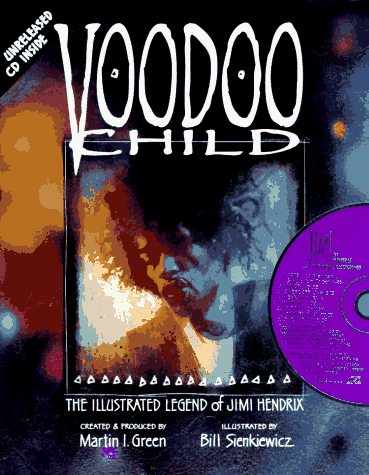 UNRELEASED
CD INSIDE
VOODOO
CHILD
THE ILLUSTRATED LEGEND of JIMI HENDRIX
CREATED & PRODUCED BY
Martin I. Green
ILLUSTRATED BY
Bill Sienkiewicz